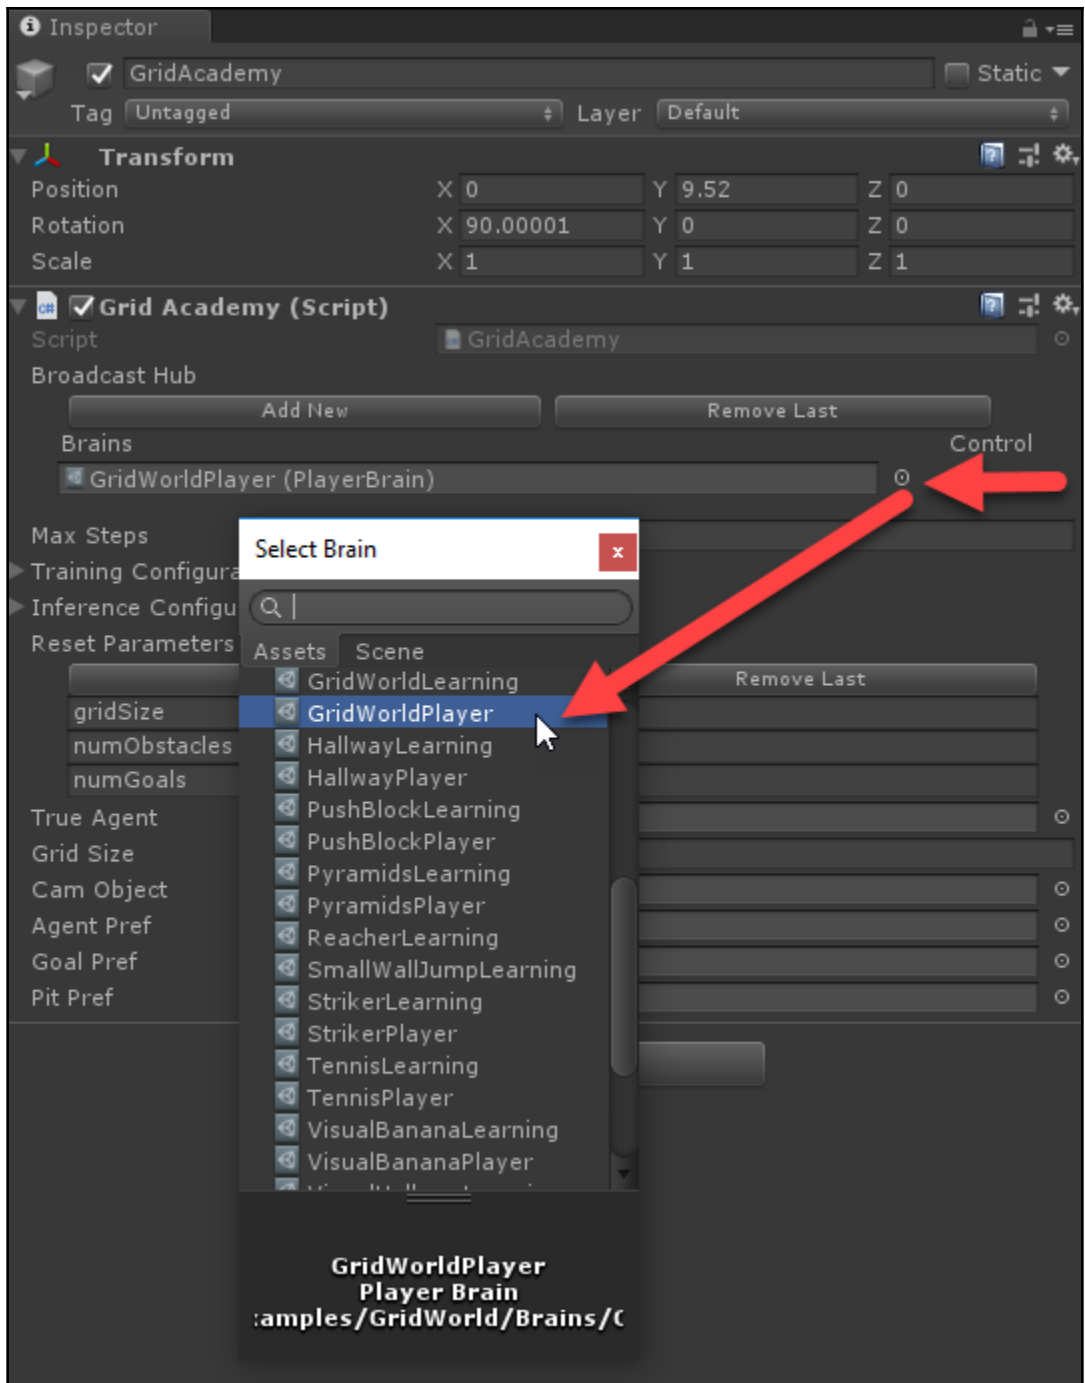 Inspector
GridAcademy Static
Tag Untagged Layer Default
Transform
Position X 0 Y 9.52 Z 0
Rotation X 90.00001 Y 0 Z 0
Scale X 1 Y 1 Z 1
Grid Academy (Script)
Script GridAcademy
Broadcast Hub
Add New Remove Last
Brains Control
GridWorldPlayer (PlayerBrain)
Max Steps
Training Configura
Inference Configu
Reset Parameters
Remove Last
gridSize
numObstacles
numGoals
True Agent
Grid Size
Cam Object
Agent Pref
Goal Pref
Pit Pref
Select Brain x
Assets Scene
GridWorldLearning
GridWorldPlayer
HallwayLearning
HallwayPlayer
PushBlockLearning
PushBlockPlayer
PyramidsLearning
PyramidsPlayer
ReacherLearning
SmallWallJumpLearning
StrikerLearning
StrikerPlayer
TennisLearning
TennisPlayer
VisualBananaLearning
VisualBananaPlayer
GridWorldPlayer
Player Brain
amples/GridWorld/Brains/